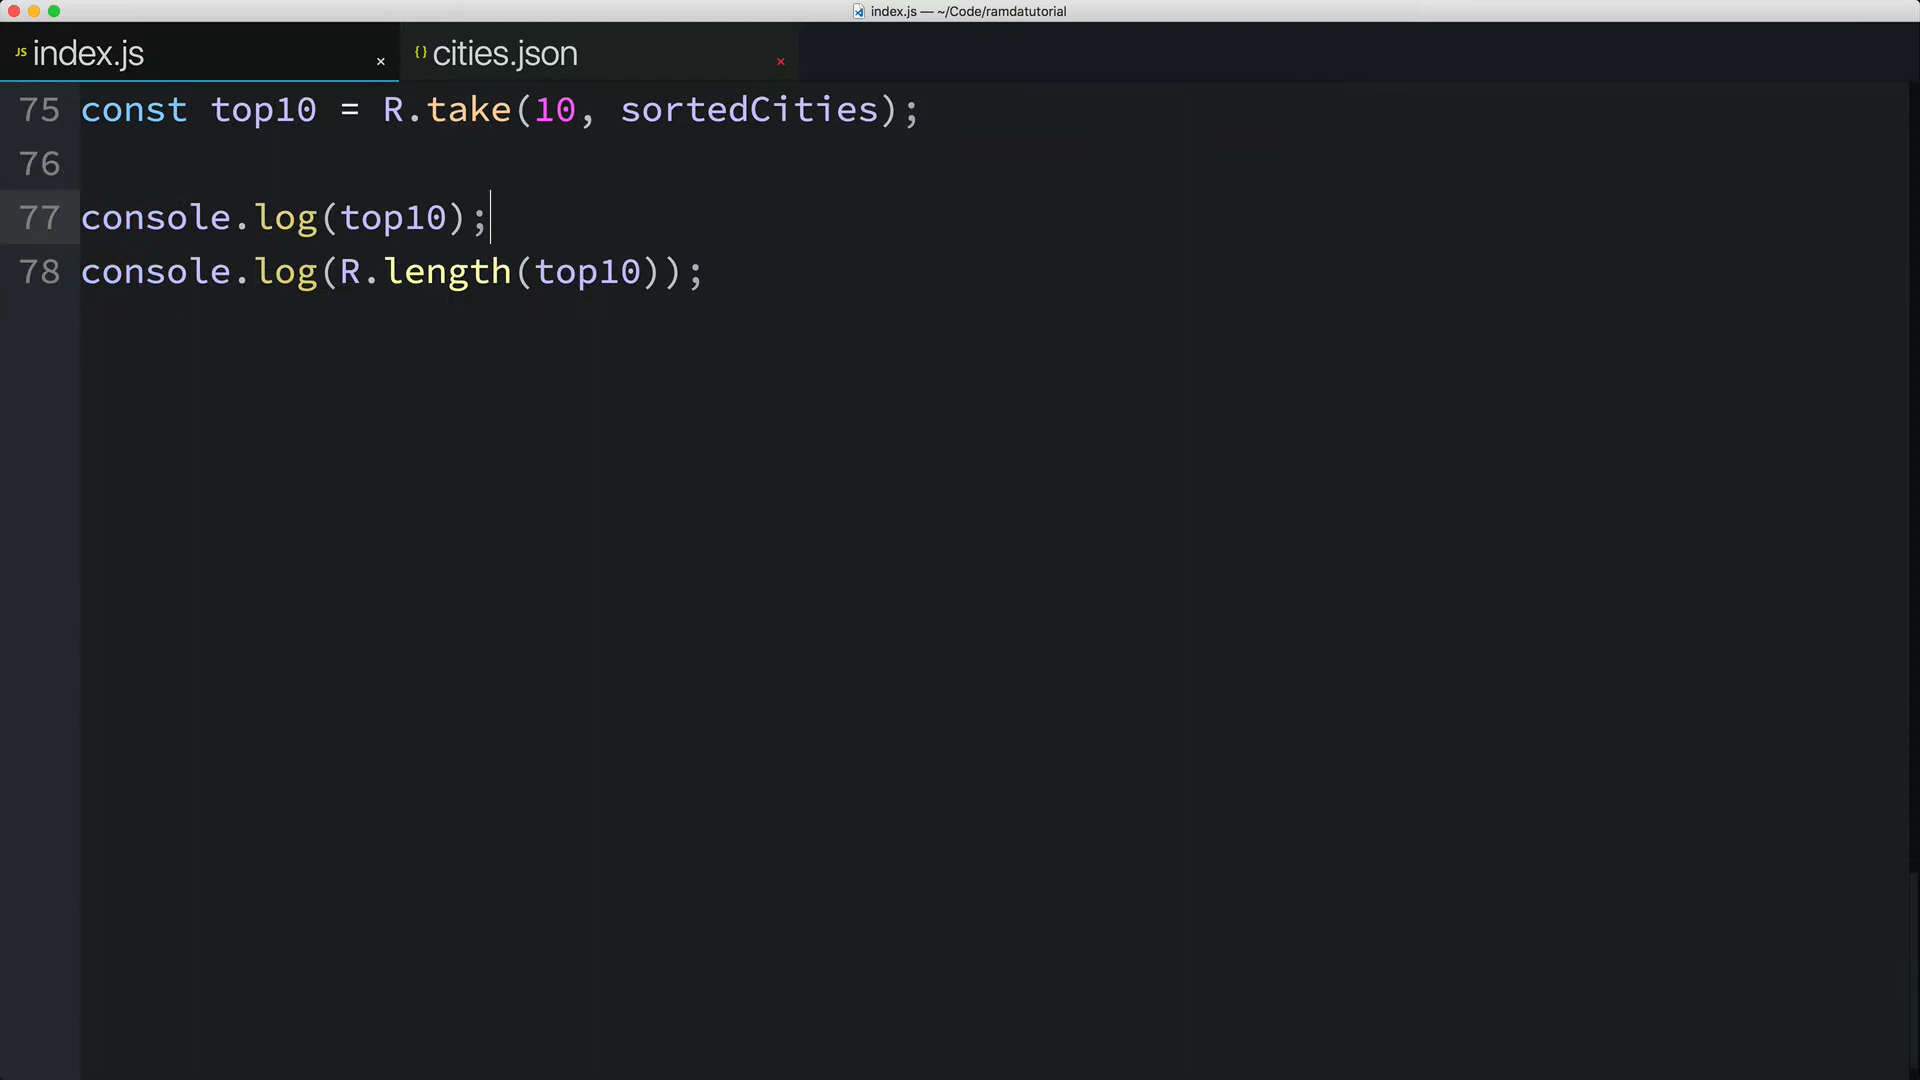 index.js — ~/Code/ramdatutorial
JS index.js ×
{} cities.json ×
75 const top10 = R.take(10, sortedCities);
76
77 console.log(top10);
78 console.log(R.length(top10));